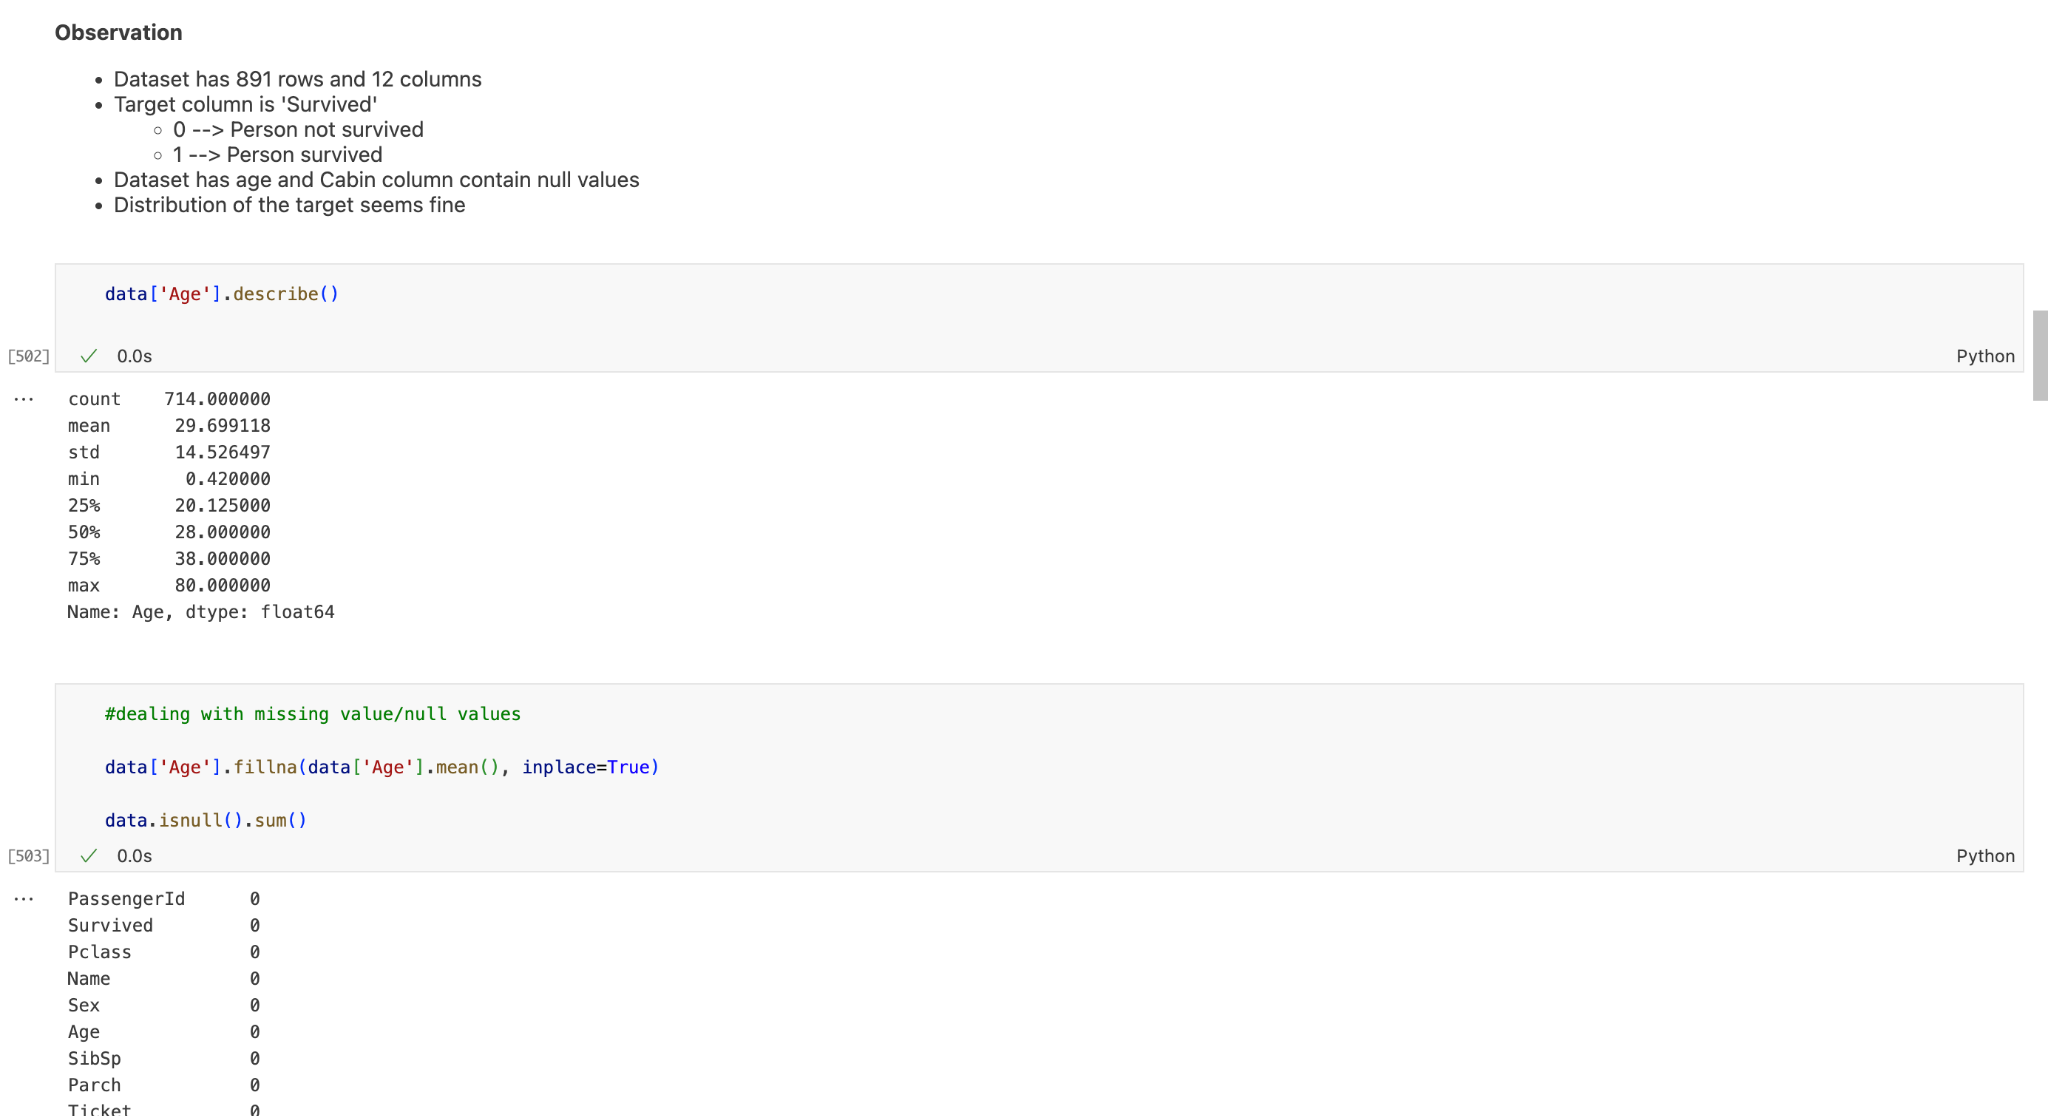 Observation
• Dataset has 891 rows and 12 columns
• Target column is 'Survived'
◦ 0 --> Person not survived
◦ 1 --> Person survived
• Dataset has age and Cabin column contain null values
• Distribution of the target seems fine
data['Age'].describe()
[502] ✓ 0.0s Python
... count 714.000000
mean 29.699118
std 14.526497
min 0.420000
25% 20.125000
50% 28.000000
75% 38.000000
max 80.000000
Name: Age, dtype: float64
#dealing with missing value/null values
data['Age'].fillna(data['Age'].mean(), inplace=True)
data.isnull().sum()
[503] ✓ 0.0s Python
... PassengerId 0
Survived 0
Pclass 0
Name 0
Sex 0
Age 0
SibSp 0
Parch 0
Ticket 0